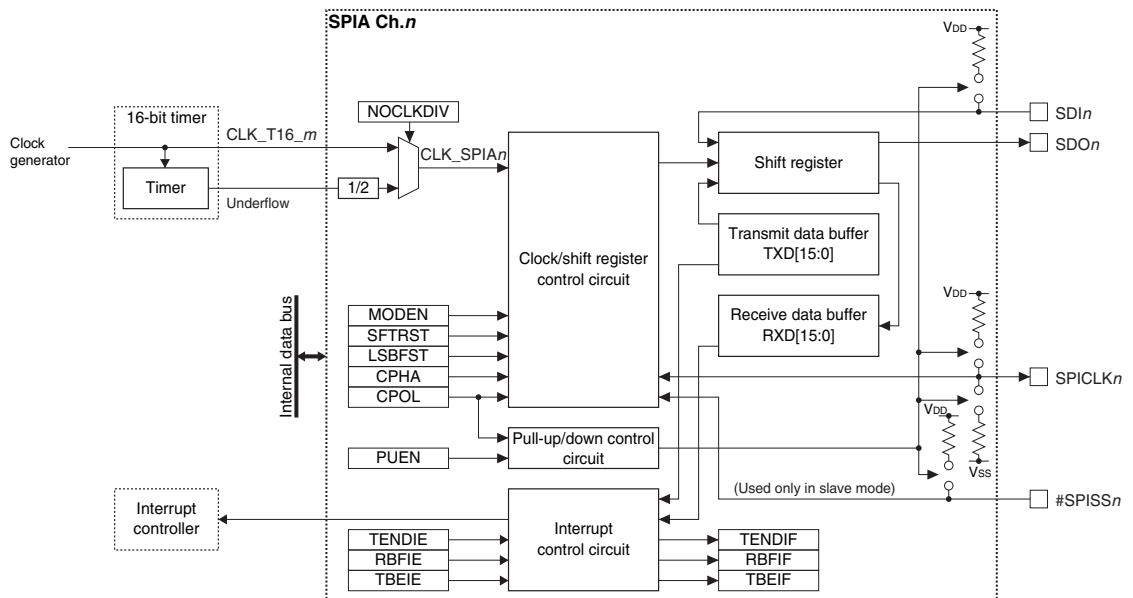 SPIA Ch.n
VDD
16-bit timer
NOCLKDIV
SDIn
Clock
generator
CLK_T16_m
CLK_SPIAn
SDOn
Timer
1/2
Underflow
Shift register
Transmit data buffer
TXD[15:0]
Clock/shift register
control circuit
Receive data buffer
RXD[15:0]
VDD
Internal data bus
MODEN
SFTRST
LSBFST
CPHA
CPOL
SPICLKn
VDD
Pull-up/down control
circuit
PUEN
VSS
(Used only in slave mode)
#SPISSn
Interrupt
controller
Interrupt
control circuit
TENDIE
RBFIE
TBEIE
TENDIF
RBFIF
TBEIF